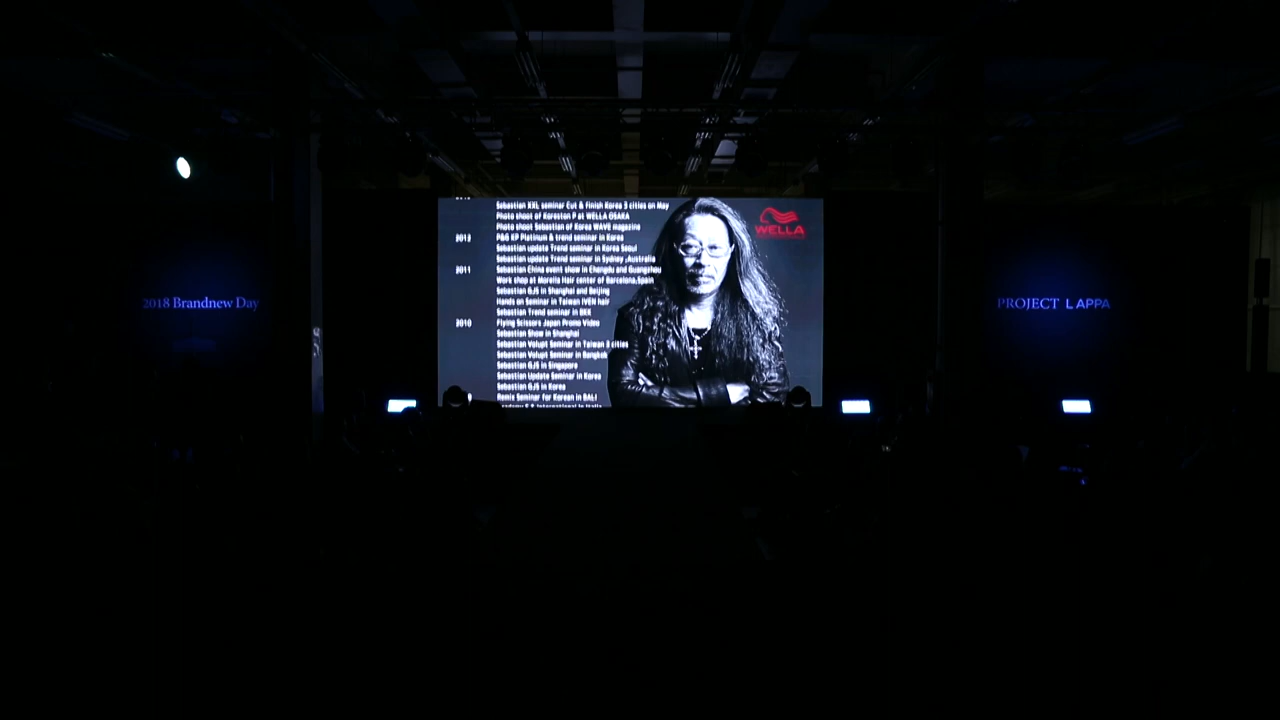 Sebastian XXL seminar Cut & Finish Korea 3 cities on May
Photo shoot of Koreston P at WELLA OSAKA
Photo shoot Sebastian of Korea WAVE magazine
2012 P&G KP Platinum & trend seminar in Korea
Sebastian update Trend seminar in Korea Seoul
Sebastian update Trend seminar in Sydney ,Australia
2011 Sebastian China event show in Chengdu and Guangzhou
Work shop at Morella Hair center of Barcelona,Spain
Sebastian GJS in Shanghai and Beijing
Hands on Seminar in Taiwan IVEN hair
Sebastian Trend seminar in BKK
2010 Flying Scissors Japan Promo Video
Sebastian Show in Shanghai
Sebastian Volupt Seminar in Taiwan 3 cities
Sebastian Volupt Seminar in Bangkok
Sebastian GJS in Singapore
Sebastian Update Seminar in Korea
Sebastian GJS in Korea
Remix Seminar for Korean in BALI
International in Italia
WELLA
2018 Brandnew Day
PROJECT LAPPA